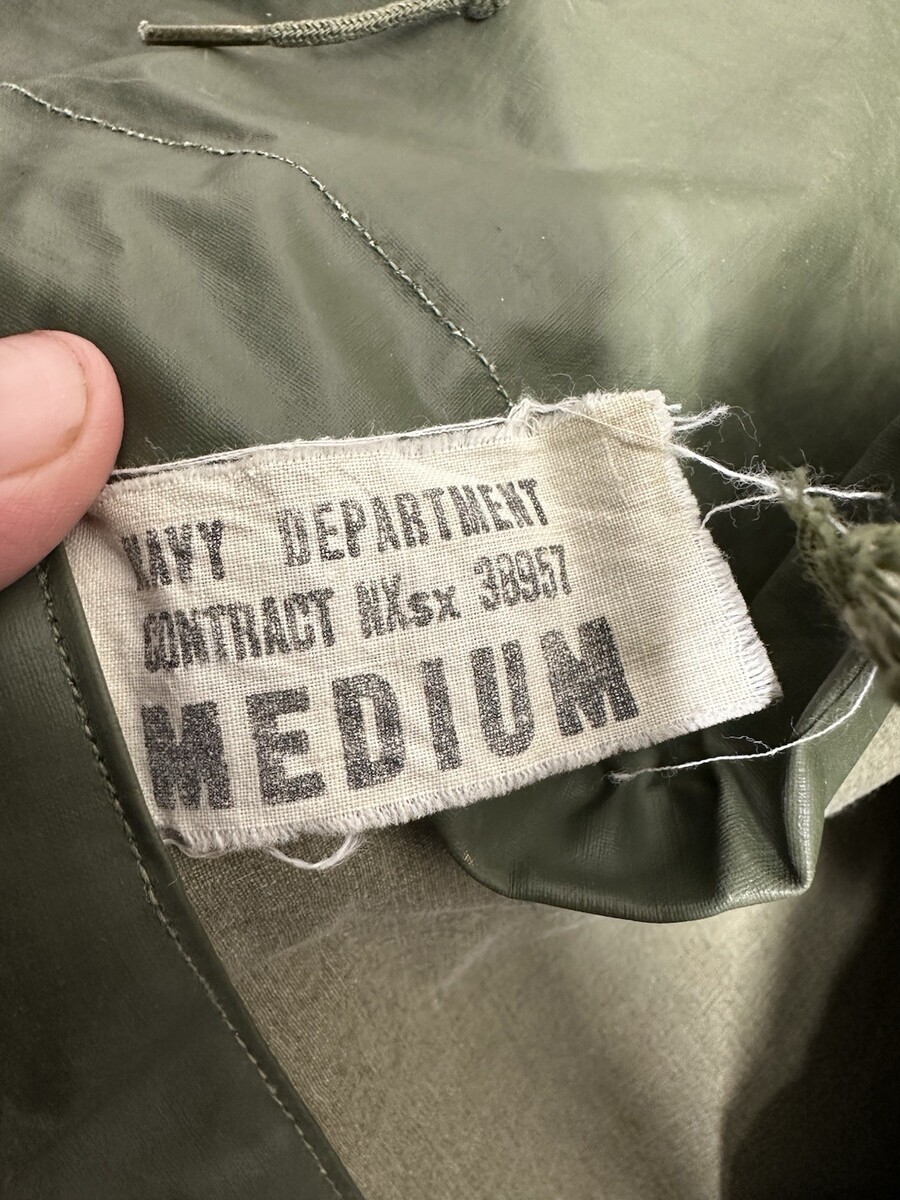 NAVY DEPARTMENT
CONTRACT NXsx 38957
MEDIUM